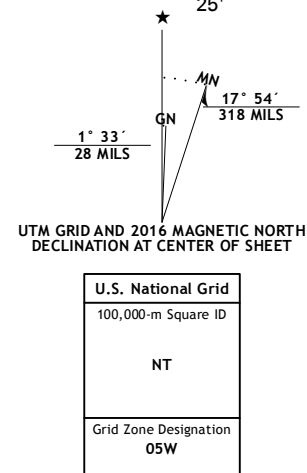 25´
MN
17° 54´
318 MILS
GN
1° 33´
28 MILS
UTM GRID AND 2016 MAGNETIC NORTH
DECLINATION AT CENTER OF SHEET
U.S. National Grid
100,000-m Square ID
NT
Grid Zone Designation
05W